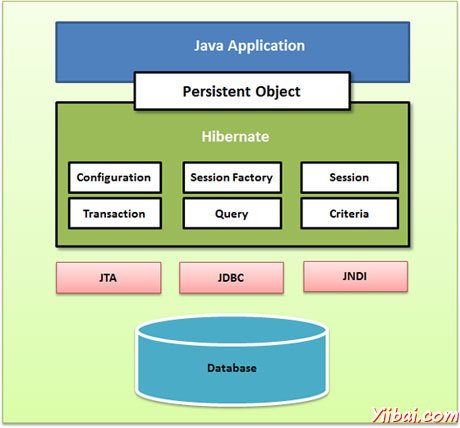 Java Application
Persistent Object
Hibernate
Configuration
Session Factory
Session
Transaction
Query
Criteria
JTA
JDBC
JNDI
Database
Yiibai.com